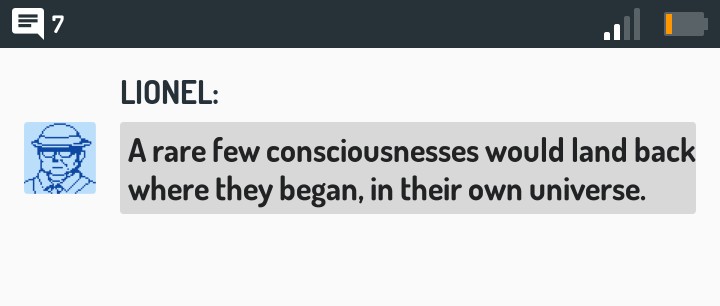 7
LIONEL:
A rare few consciousnesses would land back
where they began, in their own universe.